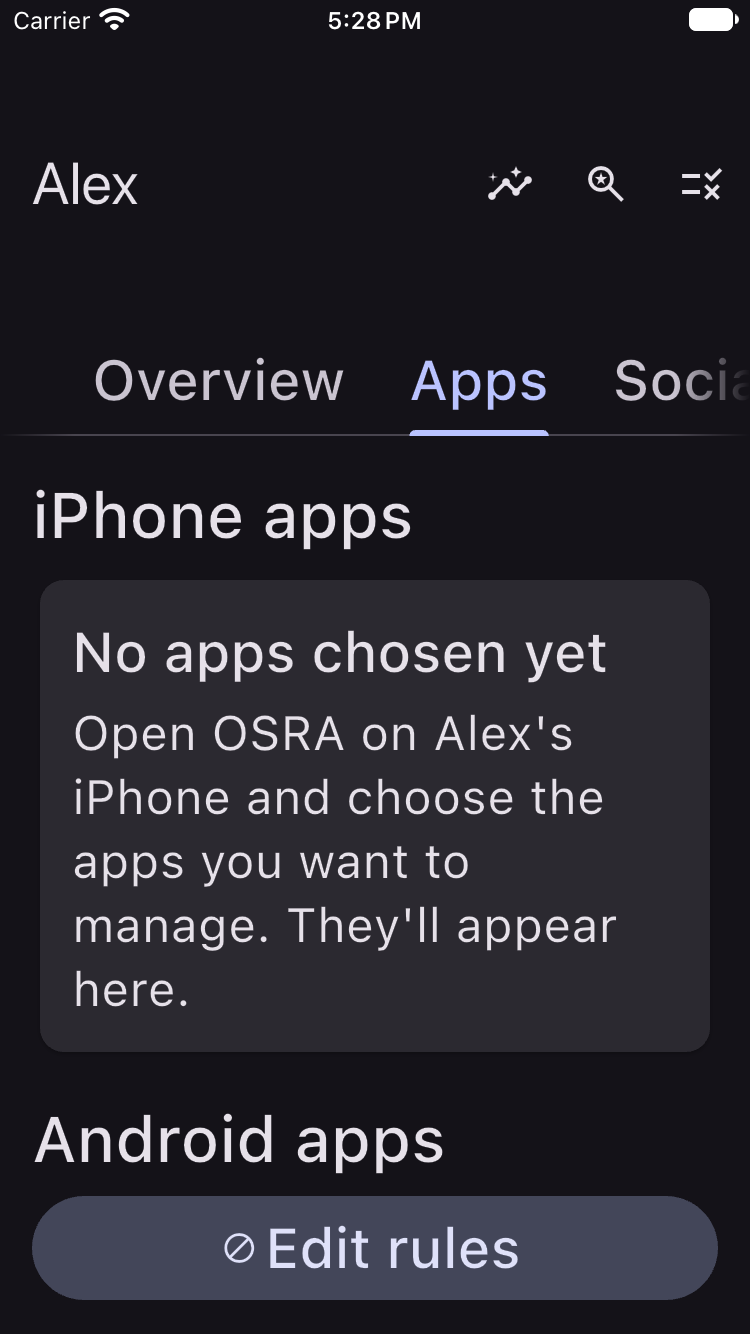 Carrier 5:28 PM
Alex
Overview Apps Socia
iPhone apps
No apps chosen yet
Open OSRA on Alex's
iPhone and choose the
apps you want to
manage. They'll appear
here.
Android apps
Edit rules